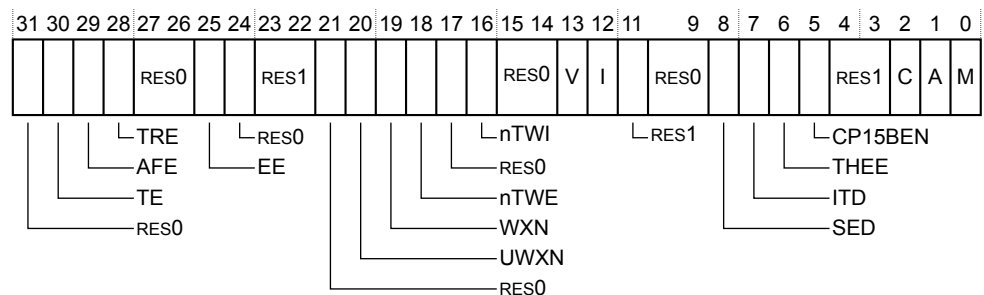 31 30 29 28 27 26 25 24 23 22 21 20 19 18 17 16 15 14 13 12 11 9 8 7 6 5 4 3 2 1 0
RES0 RES1 RES0 V I RES0 RES1 C A M
TRE RES0 nTWI RES1 CP15BEN
AFE EE RES0 THEE
TE nTWE ITD
RES0 WXN SED
UWXN
RES0